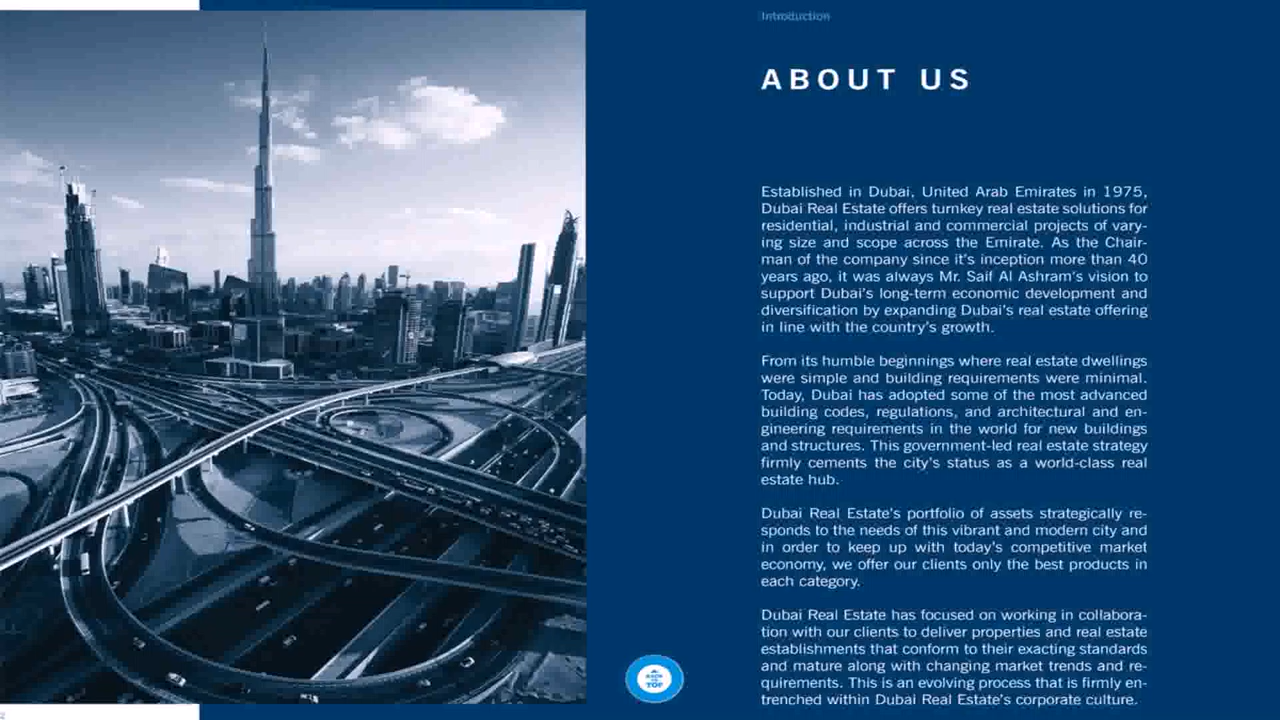 Introduction
ABOUT US
Established in Dubai, United Arab Emirates in 1975,
Dubai Real Estate offers turnkey real estate solutions for
residential, industrial and commercial projects of vary-
ing size and scope across the Emirate. As the Chair-
man of the company since it's inception more than 40
years ago, it was always Mr. Saif Al Ashram's vision to
support Dubai's long-term economic development and
diversification by expanding Dubai's real estate offering
in line with the country's growth.
From its humble beginnings where real estate dwellings
were simple and building requirements were minimal.
Today, Dubai has adopted some of the most advanced
building codes, regulations, and architectural and en-
gineering requirements in the world for new buildings
and structures. This government-led real estate strategy
firmly cements the city's status as a world-class real
estate hub.
Dubai Real Estate's portfolio of assets strategically re-
sponds to the needs of this vibrant and modern city and
in order to keep up with today's competitive market
economy, we offer our clients only the best products in
each category.
Dubai Real Estate has focused on working in collabora-
tion with our clients to deliver properties and real estate
establishments that conform to their exacting standards
and mature along with changing market trends and re-
quirements. This is an evolving process that is firmly en-
trenched within Dubai Real Estate's corporate culture.
BACK
TO
TOP
2